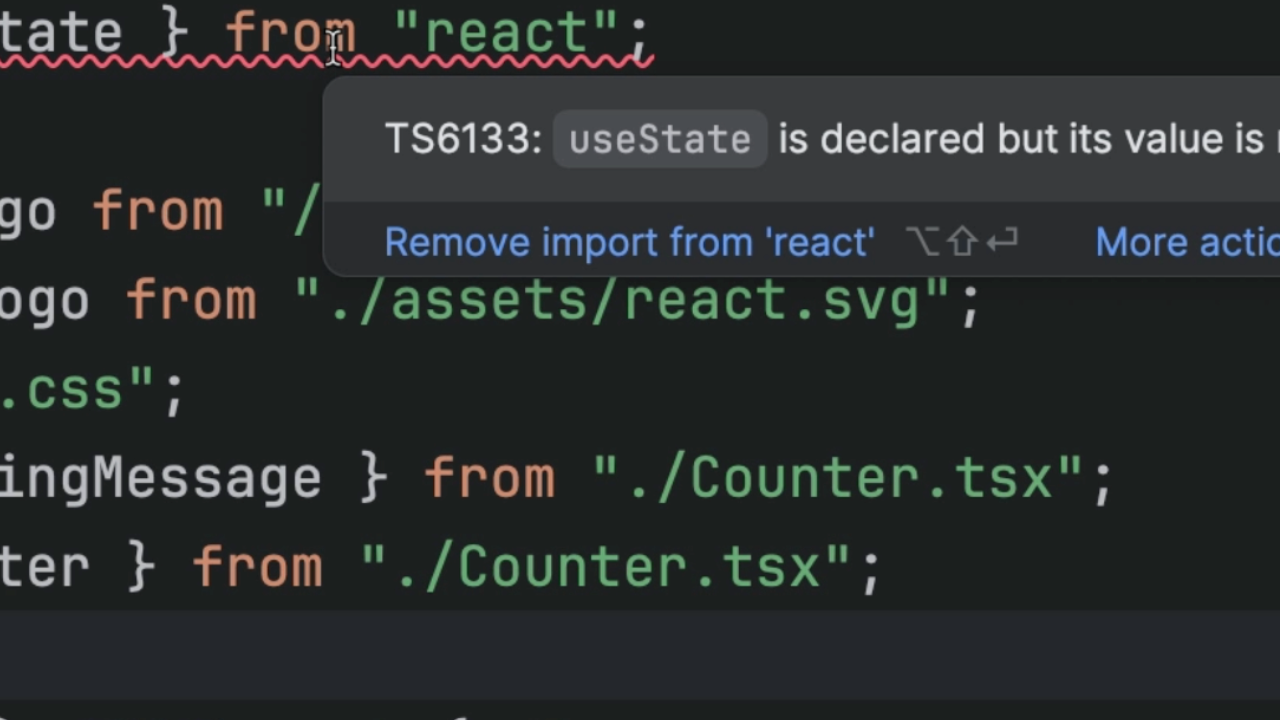 tate } from "react";
TS6133: useState is declared but its value is
Remove import from 'react' ⌥⇧⏎ More actio
go from "/
ogo from "./assets/react.svg";
.css";
ingMessage } from "./Counter.tsx";
ter } from "./Counter.tsx";